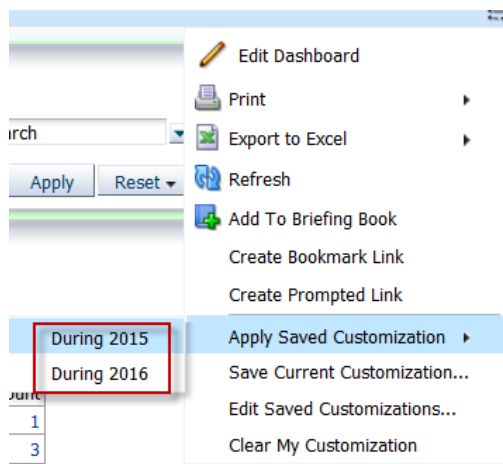 Edit Dashboard
Print
rch
Export to Excel
Apply Reset
Refresh
Add To Briefing Book
Create Bookmark Link
Create Prompted Link
During 2015
Apply Saved Customization
During 2016
Save Current Customization...
Edit Saved Customizations...
1
3
Clear My Customization